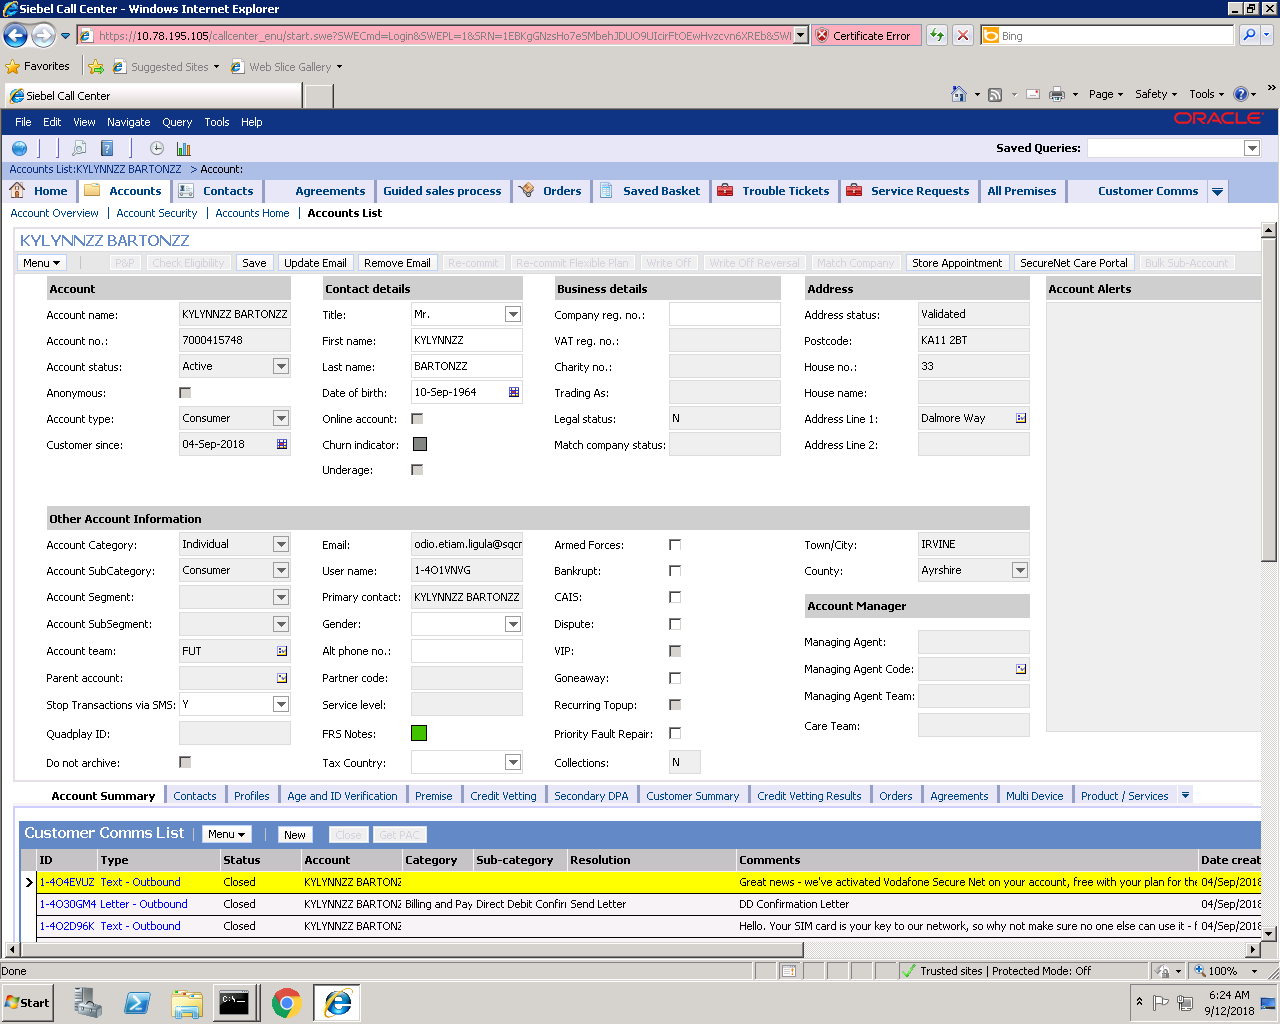 Siebel Call Center - Windows Internet Explorer
https://10.78.195.105/callcenter_enu/start.swe?SWECmd=Login&SWEPL=1&SRN= Certificate Error Bing
Favorites Suggested Sites Web Slice Gallery
Siebel Call Center Page Safety Tools »
File Edit View Navigate Query Tools Help ORACLE
Saved Queries:
Accounts List:KYLYNNZZ BARTONZZ > Account:
Home Accounts Contacts Agreements Guided sales process Orders Saved Basket Trouble Tickets Service Requests All Premises Customer Comms
Account Overview | Account Security | Accounts Home | Accounts List
KYLYNNZZ BARTONZZ
Menu P&P Check Eligibility Save Update Email Remove Email Re-commit Re-commit Flexible Plan Write Off Write Off Reversal Match Company Store Appointment SecureNet Care Portal Bulk Sub-Account
Account Contact details Business details Address Account Alerts
Account name: KYLYNNZZ BARTONZZ Title: Mr. Company reg. no.: Address status: Validated
Account no.: 7000415748 First name: KYLYNNZZ VAT reg. no.: Postcode: KA11 2BT
Account status: Active Last name: BARTONZZ Charity no.: House no.: 33
Anonymous: Date of birth: 10-Sep-1964 Trading As: House name:
Account type: Consumer Online account: Legal status: N Address Line 1: Dalmore Way
Customer since: 04-Sep-2018 Churn indicator: Match company status: Address Line 2:
Underage:
Other Account Information
Account Category: Individual Email: odio.etiam.ligula@sqcr Armed Forces: Town/City: IRVINE
Account SubCategory: Consumer User name: 1-4O1VNVG Bankrupt: County: Ayrshire
Account Segment: Primary contact: KYLYNNZZ BARTONZZ CAIS: Account Manager
Account SubSegment: Gender: Dispute:
Account team: FUT Alt phone no.: VIP: Managing Agent:
Parent account: Partner code: Goneaway: Managing Agent Code:
Stop Transactions via SMS: Y Service level: Recurring Topup: Managing Agent Team:
Quadplay ID: FRS Notes: Priority Fault Repair: Care Team:
Do not archive: Tax Country: Collections: N
Account Summary Contacts Profiles Age and ID Verification Premise Credit Vetting Secondary DPA Customer Summary Credit Vetting Results Orders Agreements Multi Device Product / Services
Customer Comms List Menu New Close Get PAC
ID Type Status Account Category Sub-category Resolution Comments Date creat
1-4O4EVUZ Text - Outbound Closed KYLYNNZZ BARTONZ Great news - we've activated Vodafone Secure Net on your account, free with your plan for the 04/Sep/2018
1-4O30GM4 Letter - Outbound Closed KYLYNNZZ BARTONZ Billing and Pay Direct Debit Confir Send Letter DD Confirmation Letter 04/Sep/2018
1-4O2D96K Text - Outbound Closed KYLYNNZZ BARTONZ Hello. Your SIM card is your key to our network, so why not make sure no one else can use it - f 04/Sep/2018
Done Trusted sites | Protected Mode: Off 100%
Start 6:24 AM
9/12/2018